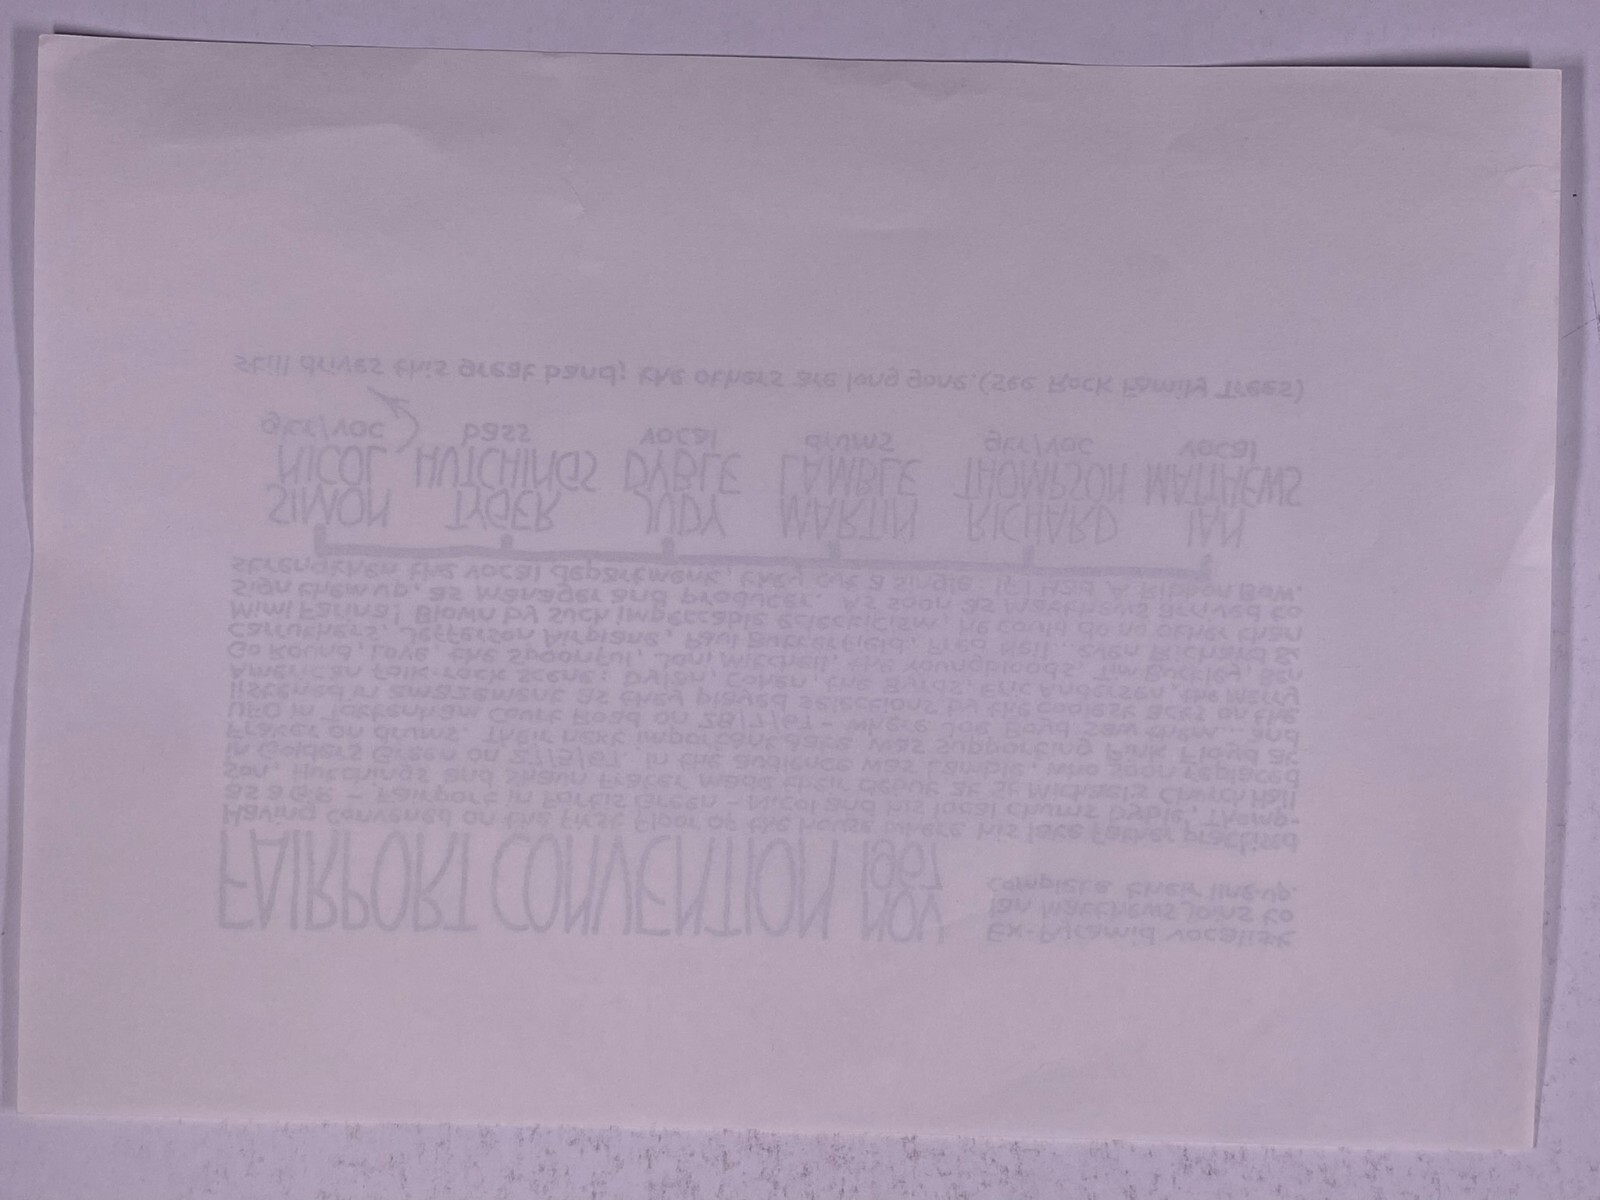 FAIRPORT CONVENTION NOV 1967
Ex-Pyramid vocalist
Ian Matthews joins to
complete their line-up.
Having convened on the first floor of the house where his late father practised
as a G.P. – Fairport in Fortis Green – Nicol and his local chums Dyble, Thomp-
son, Hutchings and Shaun Frater made their debut at St Michael's Church Hall
in Golders Green on 27/5/67. In the audience was Lamble, who soon replaced
Frater on drums. Their next important date was supporting Pink Floyd at
UFO in Tottenham Court Road on 28/7/67 – where Joe Boyd saw them... and
listened in amazement as they played selections by the coolest acts on the
American folk-rock scene: Dylan, Cohen, the Byrds, Eric Andersen, the Merry
Go Round, Love, the Spoonful, Joni Mitchell, the Youngbloods, Tim Buckley, Ben
Carruthers, Jefferson Airplane, Paul Butterfield, Fred Neil... even Richard &
Mimi Farina! Blown by such impeccable eclecticism, he could do no other than
sign them up, as manager and producer. As soon as Matthews arrived to
strengthen the vocal department, they cut a single: If I Had A Ribbon Bow.
SIMON TYGER JUDY MARTIN RICHARD IAN
NICOL HUTCHINGS DYBLE LAMBLE THOMPSON MATTHEWS
gtr/voc bass vocal drums gtr/voc vocal
still drives this great band; the others are long gone. (See Rock Family Trees)